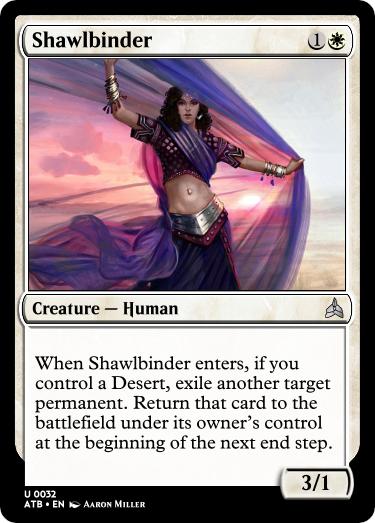 Shawlbinder 1
Creature — Human
When Shawlbinder enters, if you
control a Desert, exile another target
permanent. Return that card to the
battlefield under its owner's control
at the beginning of the next end step.
3/1
U 0032
ATB • EN Aaron Miller